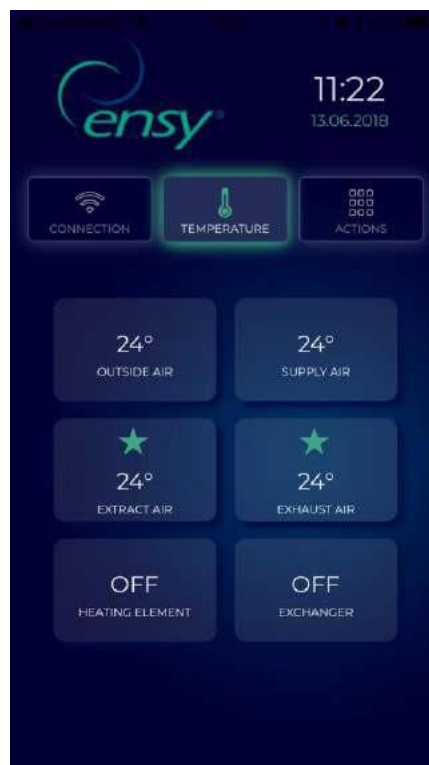 ensy®
11:22
13.06.2018
CONNECTION
TEMPERATURE
ACTIONS
24°
OUTSIDE AIR
24°
SUPPLY AIR
24°
EXTRACT AIR
24°
EXHAUST AIR
OFF
HEATING ELEMENT
OFF
EXCHANGER